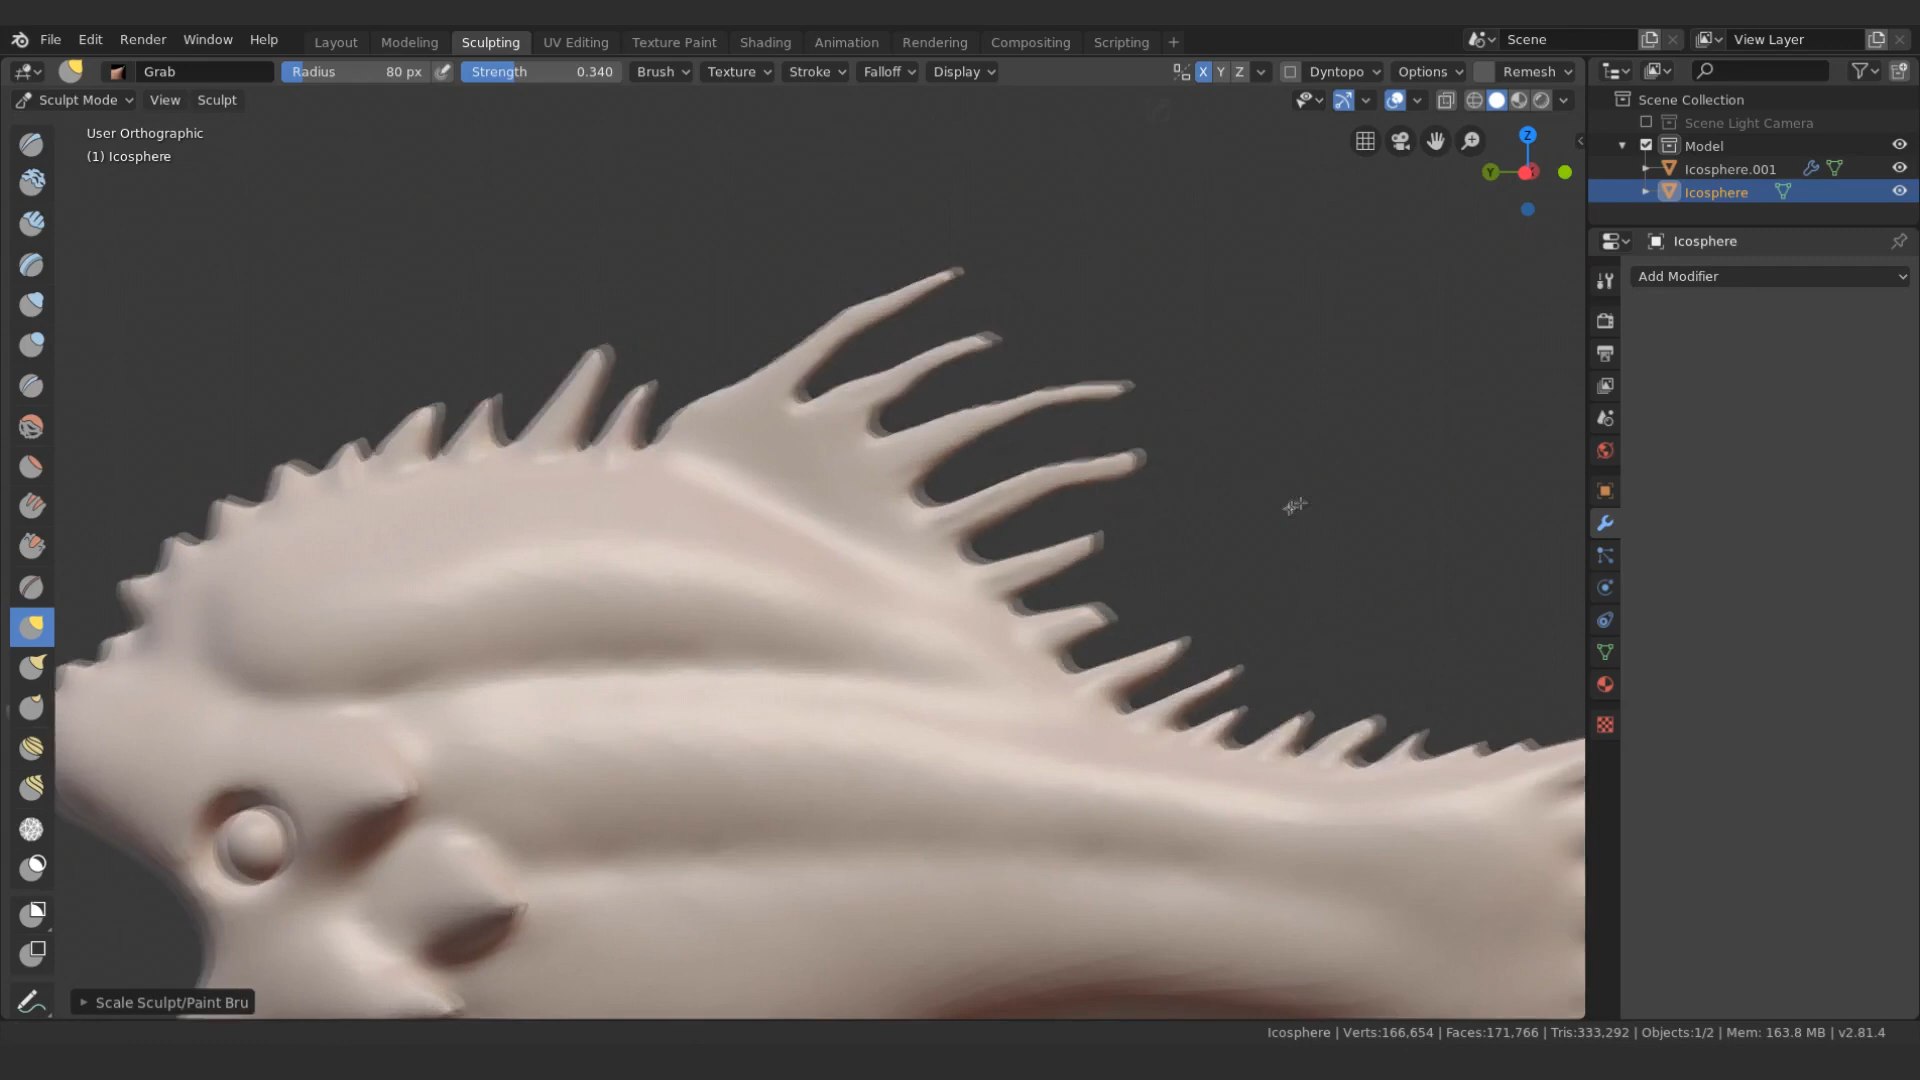 File Edit Render Window Help Layout Modeling Sculpting UV Editing Texture Paint Shading Animation Rendering Compositing Scripting + Scene View Layer
Grab Radius 80 px Strength 0.340 Brush Texture Stroke Falloff Display X Y Z Dyntopo Options Remesh
Sculpt Mode View Sculpt
Scene Collection
User Orthographic
(1) Icosphere
Z
Y
Scene Light Camera
Model
Icosphere.001
Icosphere
Icosphere
Add Modifier
Scale Sculpt/Paint Bru
Icosphere | Verts:166,654 | Faces:171,766 | Tris:333,292 | Objects:1/2 | Mem: 163.8 MB | v2.81.4